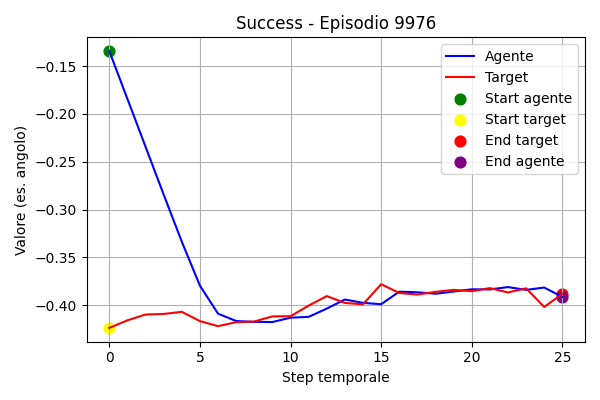 Success - Episodio 9976
Agente
Target
Start agente
Start target
End target
End agente
Valore (es. angolo)
−0.15
−0.20
−0.25
−0.30
−0.35
−0.40
0
5
10
15
20
25
Step temporale